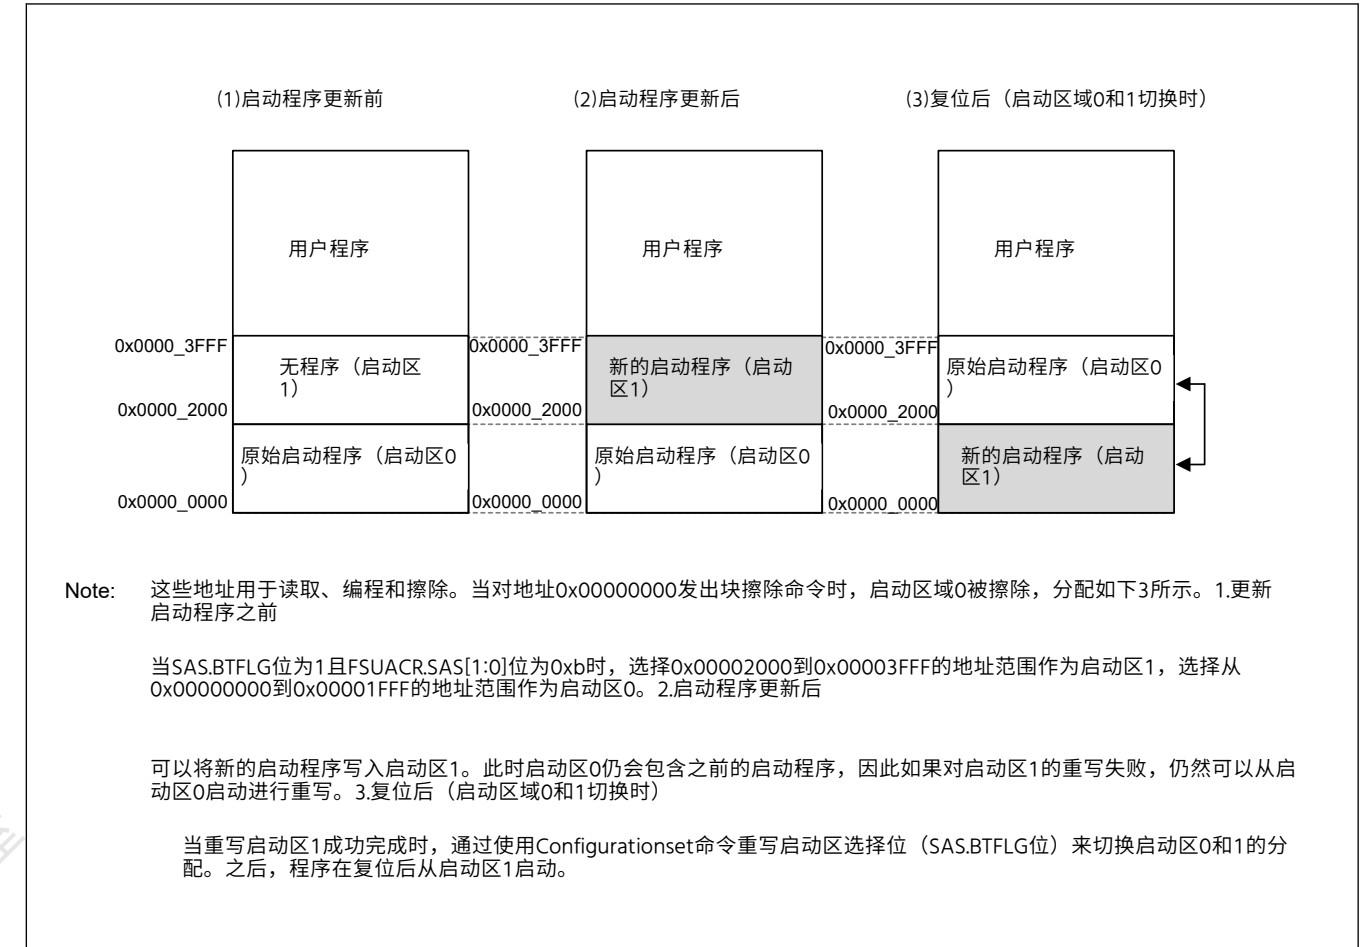 (1)启动程序更新前
(2)启动程序更新后
(3)复位后（启动区域0和1切换时）
用户程序
用户程序
用户程序
0x0000_3FFF
0x0000_3FFF
0x0000_3FFF
无程序（启动区
1）
新的启动程序（启动
区1）
原始启动程序（启动区0
）
0x0000_2000
0x0000_2000
0x0000_2000
原始启动程序（启动区0
）
原始启动程序（启动区0
）
新的启动程序（启动
区1）
0x0000_0000
0x0000_0000
0x0000_0000
Note: 这些地址用于读取、编程和擦除。当对地址0x00000000发出块擦除命令时，启动区域0被擦除，分配如下3所示。1.更新
启动程序之前
当SAS.BTFLG位为1且FSUACR.SAS[1:0]位为0xb时，选择0x00002000到0x00003FFF的地址范围作为启动区1，选择从
0x00000000到0x00001FFF的地址范围作为启动区0。2.启动程序更新后
可以将新的启动程序写入启动区1。此时启动区0仍会包含之前的启动程序，因此如果对启动区1的重写失败，仍然可以从启
动区0启动进行重写。3.复位后（启动区域0和1切换时）
当重写启动区1成功完成时，通过使用Configurationset命令重写启动区选择位（SAS.BTFLG位）来切换启动区0和1的分
配。之后，程序在复位后从启动区1启动。